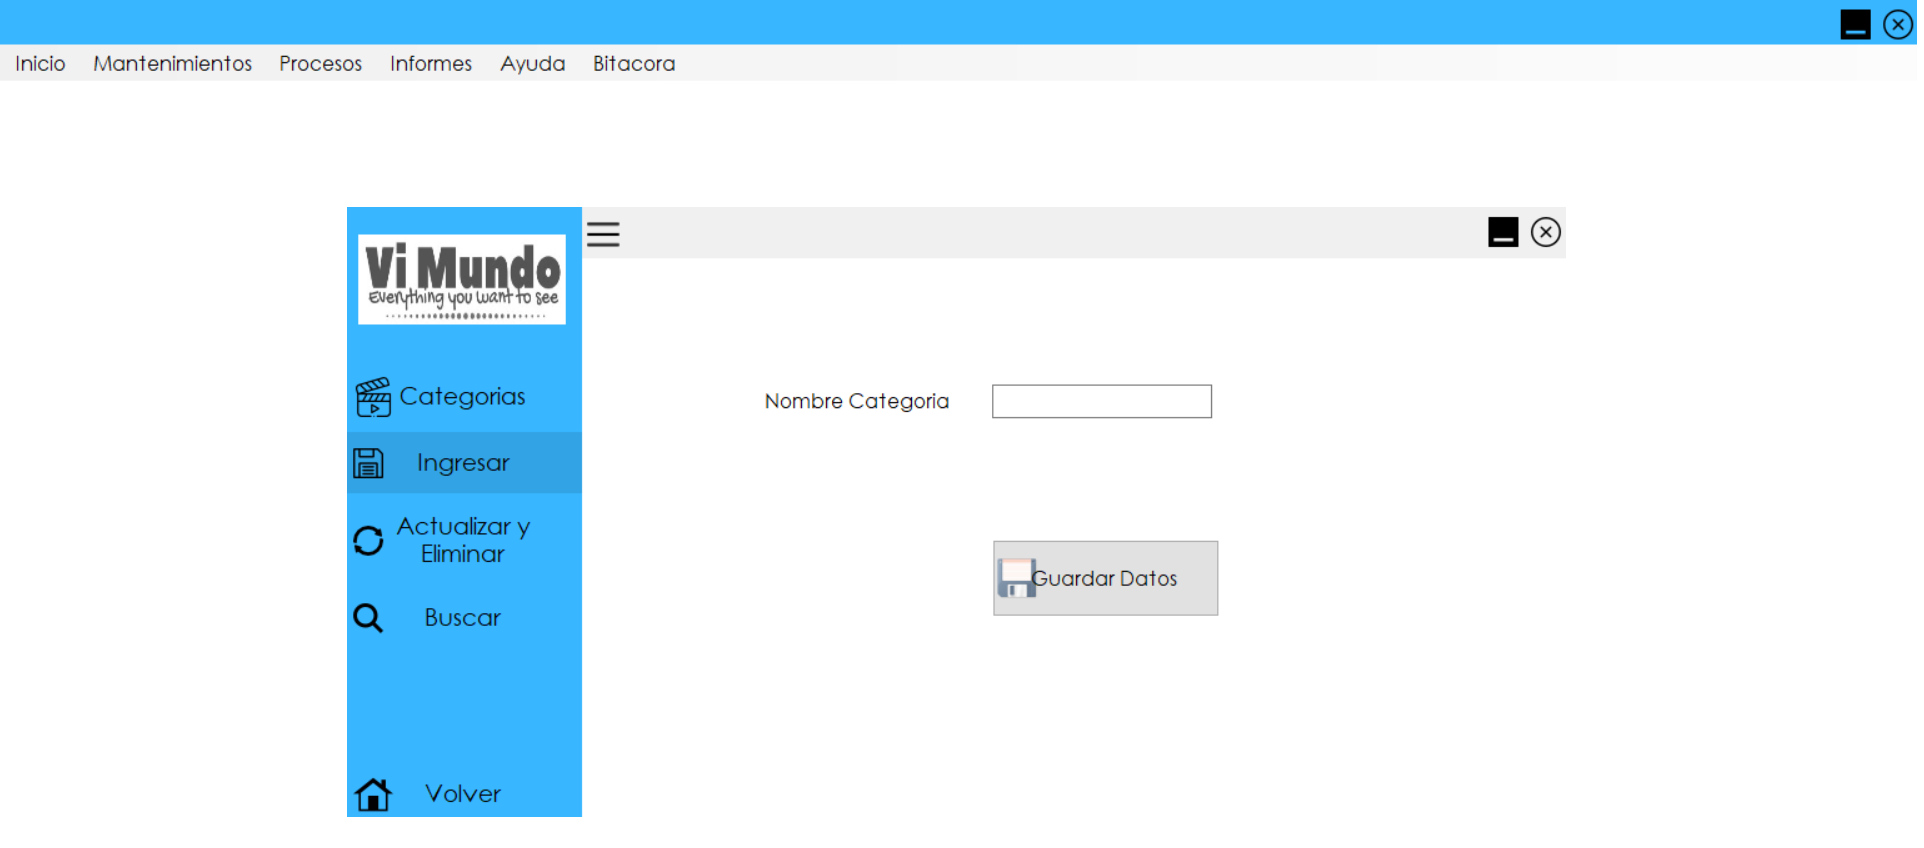 Inicio Mantenimientos Procesos Informes Ayuda Bitacora
Vi Mundo
Everything you want to see
Categorias
Ingresar
Actualizar y
Eliminar
Buscar
Volver
Nombre Categoria
Guardar Datos